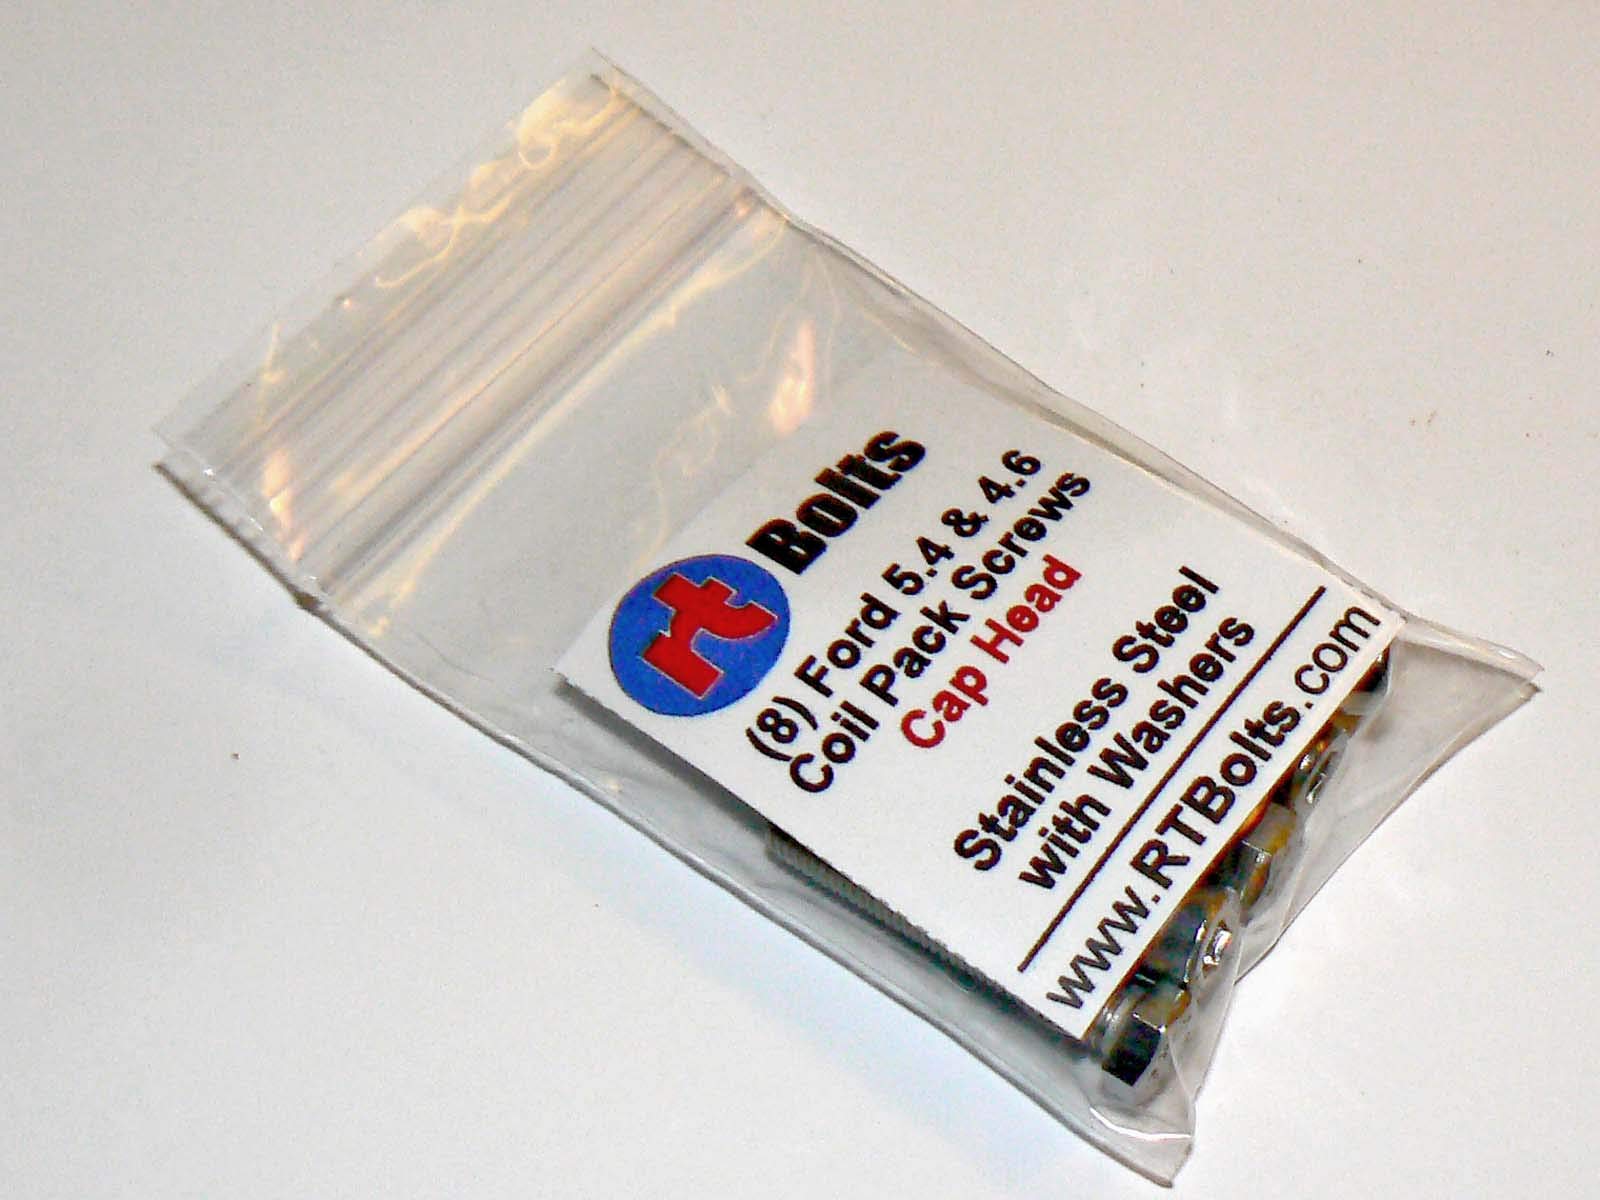 rt Bolts
(8) Ford 5.4 & 4.6
Coil Pack Screws
Cap Head
Stainless Steel
with Washers
www.RTBolts.com